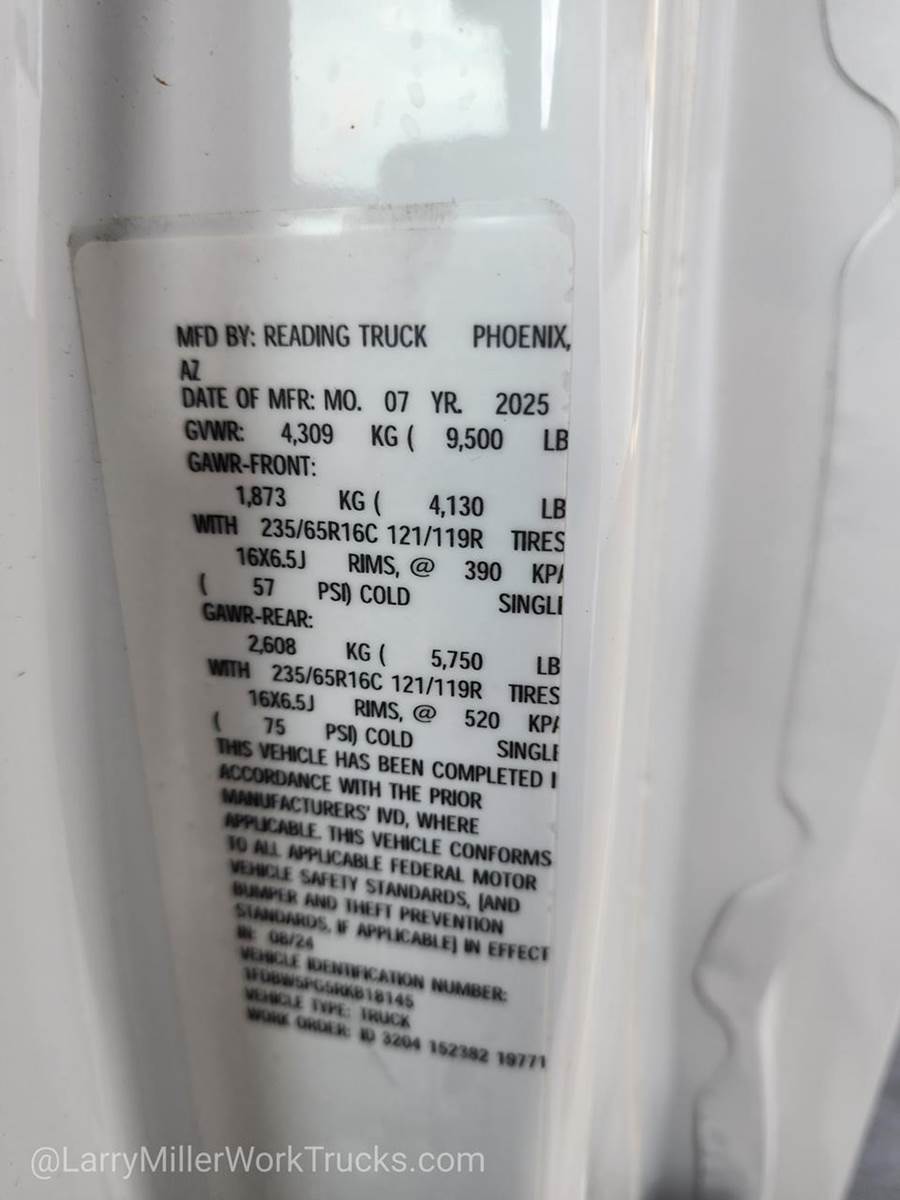 MFD BY: READING TRUCK PHOENIX,
AZ
DATE OF MFR: MO. 07 YR. 2025
GVWR: 4,309 KG ( 9,500 LB
GAWR-FRONT:
1,873 KG ( 4,130 LB
WITH 235/65R16C 121/119R TIRES
16X6.5J RIMS, @ 390 KPA
( 57 PSI) COLD SINGLE
GAWR-REAR:
2,608 KG ( 5,750 LB
WITH 235/65R16C 121/119R TIRES
16X6.5J RIMS, @ 520 KPA
( 75 PSI) COLD SINGLE
THIS VEHICLE HAS BEEN COMPLETED I
ACCORDANCE WITH THE PRIOR
MANUFACTURERS' IVD, WHERE
APPLICABLE. THIS VEHICLE CONFORMS
TO ALL APPLICABLE FEDERAL MOTOR
VEHICLE SAFETY STANDARDS, [AND
BUMPER AND THEFT PREVENTION
STANDARDS, IF APPLICABLE] IN EFFECT
IN: 08/24
VEHICLE IDENTIFICATION NUMBER:
1FDBW5PG5RKB18145
VEHICLE TYPE: TRUCK
WORK ORDER: ID 3204 152382 19771
@LarryMillerWorkTrucks.com